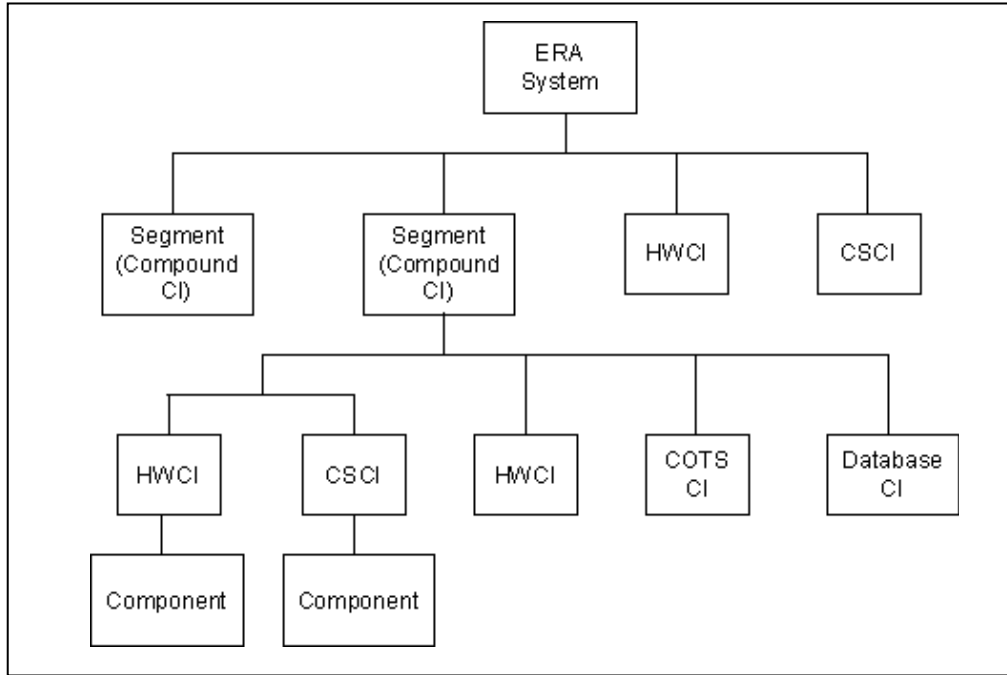 ERA
System
Segment
(Compound
CI)
Segment
(Compound
CI)
HWCI
CSCI
HWCI
CSCI
HWCI
COTS
CI
Database
CI
Component
Component